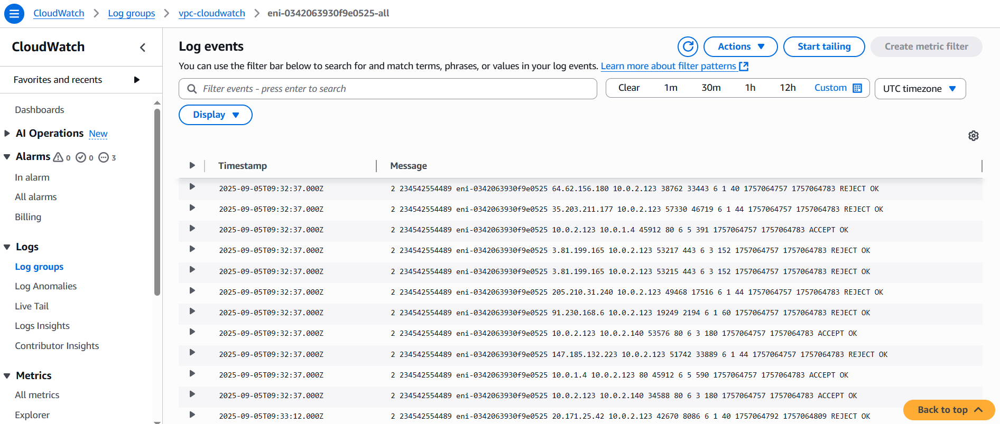 CloudWatch > Log groups > vpc-cloudwatch > eni-0342063930f9e0525-all
CloudWatch
Favorites and recents
Dashboards
AI Operations New
Alarms 0 0 3
In alarm
All alarms
Billing
Logs
Log groups
Log Anomalies
Live Tail
Logs Insights
Contributor Insights
Metrics
All metrics
Explorer
Log events
Actions
Start tailing
Create metric filter
You can use the filter bar below to search for and match terms, phrases, or values in your log events. Learn more about filter patterns
Filter events - press enter to search
Clear 1m 30m 1h 12h Custom
UTC timezone
Display
Timestamp Message
2025-09-05T09:32:37.000Z 2 234542554489 eni-0342063930f9e0525 64.62.156.180 10.0.2.123 38762 33443 6 1 40 1757064757 1757064783 REJECT OK
2025-09-05T09:32:37.000Z 2 234542554489 eni-0342063930f9e0525 35.203.211.177 10.0.2.123 57330 46719 6 1 44 1757064757 1757064783 REJECT OK
2025-09-05T09:32:37.000Z 2 234542554489 eni-0342063930f9e0525 10.0.2.123 10.0.1.4 45912 80 6 5 391 1757064757 1757064783 ACCEPT OK
2025-09-05T09:32:37.000Z 2 234542554489 eni-0342063930f9e0525 3.81.199.165 10.0.2.123 53217 443 6 3 152 1757064757 1757064783 REJECT OK
2025-09-05T09:32:37.000Z 2 234542554489 eni-0342063930f9e0525 3.81.199.165 10.0.2.123 53215 443 6 3 152 1757064757 1757064783 REJECT OK
2025-09-05T09:32:37.000Z 2 234542554489 eni-0342063930f9e0525 205.210.31.240 10.0.2.123 49468 17516 6 1 44 1757064757 1757064783 REJECT OK
2025-09-05T09:32:37.000Z 2 234542554489 eni-0342063930f9e0525 91.230.168.6 10.0.2.123 19249 2194 6 1 60 1757064757 1757064783 REJECT OK
2025-09-05T09:32:37.000Z 2 234542554489 eni-0342063930f9e0525 10.0.2.123 10.0.2.140 53576 80 6 3 180 1757064757 1757064783 ACCEPT OK
2025-09-05T09:32:37.000Z 2 234542554489 eni-0342063930f9e0525 147.185.132.223 10.0.2.123 51742 33889 6 1 44 1757064757 1757064783 REJECT OK
2025-09-05T09:32:37.000Z 2 234542554489 eni-0342063930f9e0525 10.0.1.4 10.0.2.123 80 45912 6 5 590 1757064757 1757064783 ACCEPT OK
2025-09-05T09:32:37.000Z 2 234542554489 eni-0342063930f9e0525 10.0.2.123 10.0.2.140 34588 80 6 3 180 1757064757 1757064783 ACCEPT OK
2025-09-05T09:33:12.000Z 2 234542554489 eni-0342063930f9e0525 20.171.25.42 10.0.2.123 42670 8086 6 1 40 1757064792 1757064809 REJECT OK
Back to top